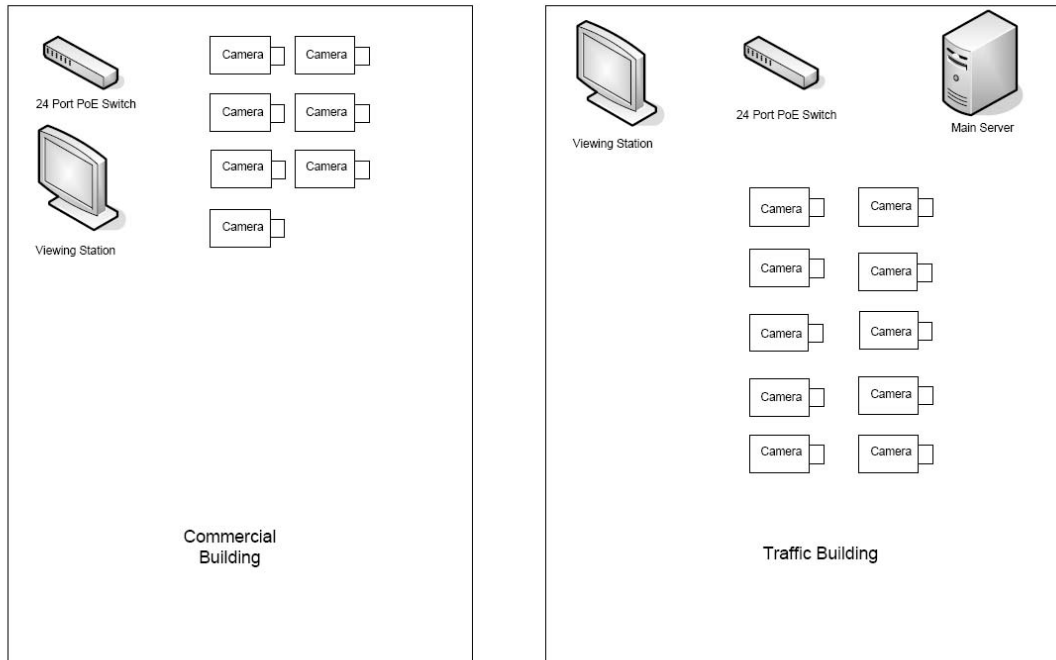 24 Port PoE Switch
Camera
Camera
Camera
Camera
Camera
Camera
Camera
Viewing Station
Commercial
Building
Viewing Station
24 Port PoE Switch
Main Server
Camera
Camera
Camera
Camera
Camera
Camera
Camera
Camera
Camera
Camera
Traffic Building